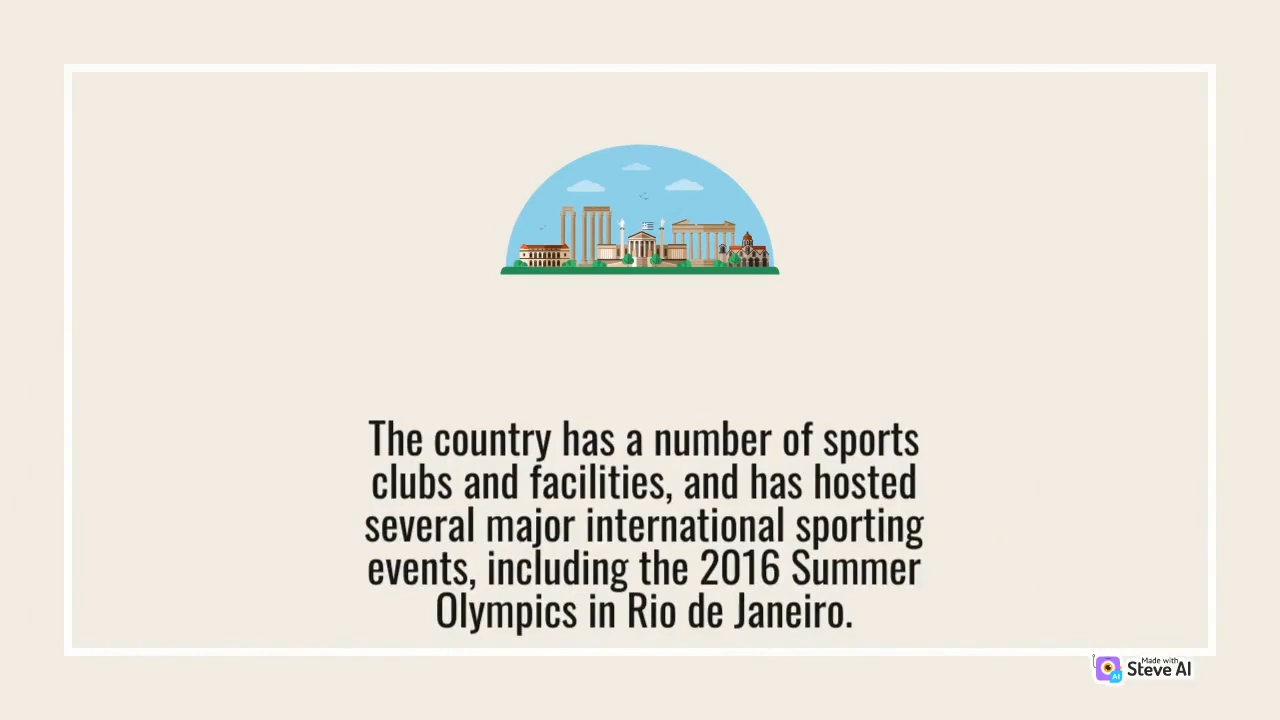 The country has a number of sports
clubs and facilities, and has hosted
several major international sporting
events, including the 2016 Summer
Olympics in Rio de Janeiro.
Made with
Steve AI
AI